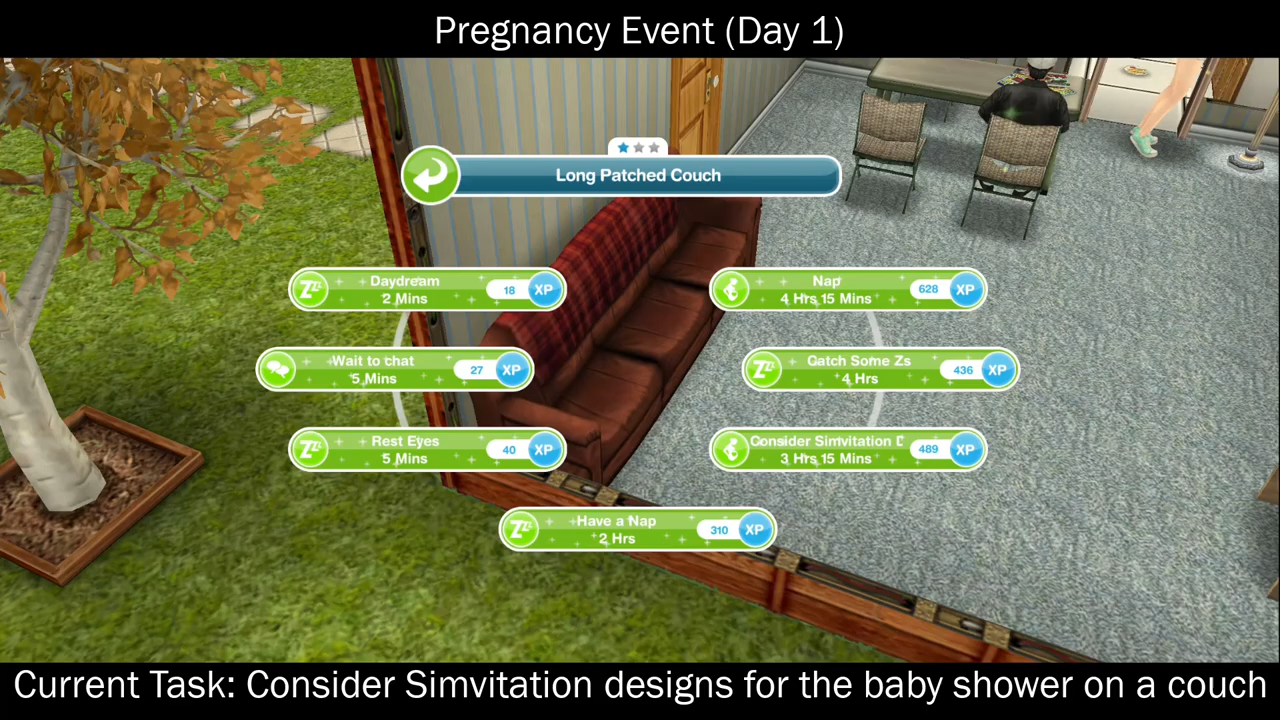 Pregnancy Event (Day 1)
Long Patched Couch
Daydream
2 Mins
18 XP
Nap
4 Hrs 15 Mins
628 XP
Wait to chat
5 Mins
27 XP
Catch Some Zs
4 Hrs
436 XP
Rest Eyes
5 Mins
40 XP
Consider Simvitation D
3 Hrs 15 Mins
489 XP
Have a Nap
2 Hrs
310 XP
Current Task: Consider Simvitation designs for the baby shower on a couch